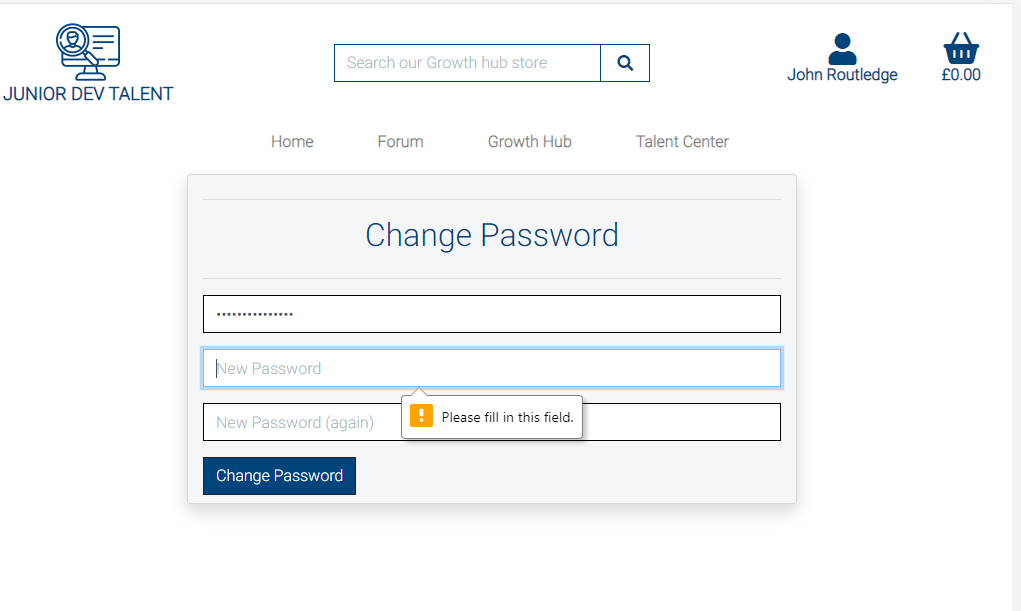 JUNIOR DEV TALENT
Search our Growth hub store
John Routledge
£0.00
Home Forum Growth Hub Talent Center
Change Password
•••••••••••••••
New Password
Please fill in this field.
New Password (again)
Change Password